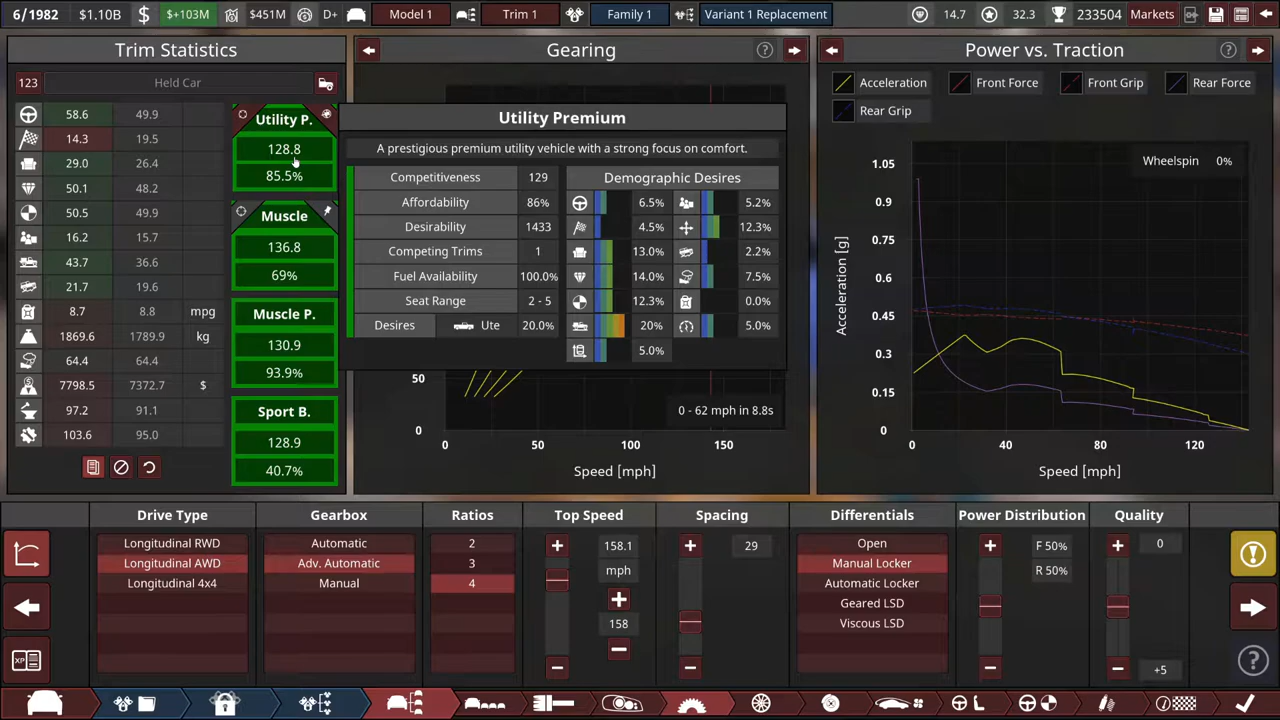 6/1982 $1.10B $+103M $451M D+ Model 1 Trim 1 Family 1 Variant 1 Replacement 14.7 32.3 233504 Markets
Trim Statistics
123 Held Car
58.6 49.9
14.3 19.5
29.0 26.4
50.1 48.2
50.5 49.9
16.2 15.7
43.7 36.6
21.7 19.6
8.7 8.8 mpg
1869.6 1789.9 kg
64.4 64.4
7798.5 7372.7 $
97.2 91.1
103.6 95.0
Utility P.
128.8
85.5%
Muscle
136.8
69%
Muscle P.
130.9
93.9%
Sport B.
128.9
40.7%
Gearing ?
Utility Premium
A prestigious premium utility vehicle with a strong focus on comfort.
Competitiveness 129
Affordability 86%
Desirability 1433
Competing Trims 1
Fuel Availability 100.0%
Seat Range 2 - 5
Desires Ute 20.0%
Demographic Desires
6.5% 5.2%
4.5% 12.3%
13.0% 2.2%
14.0% 7.5%
12.3% 0.0%
20% 5.0%
5.0%
50
0
0 - 62 mph in 8.8s
0 50 100 150
Speed [mph]
Power vs. Traction ?
Acceleration Front Force Front Grip Rear Force
Rear Grip
Wheelspin 0%
Acceleration [g]
1.05
0.9
0.75
0.6
0.45
0.3
0.15
0
0 40 80 120
Speed [mph]
Drive Type
Longitudinal RWD
Longitudinal AWD
Longitudinal 4x4
Gearbox
Automatic
Adv. Automatic
Manual
Ratios
2
3
4
Top Speed
158.1
mph
158
Spacing
29
Differentials
Open
Manual Locker
Automatic Locker
Geared LSD
Viscous LSD
Power Distribution
F 50%
R 50%
Quality
0
+5
XP
?